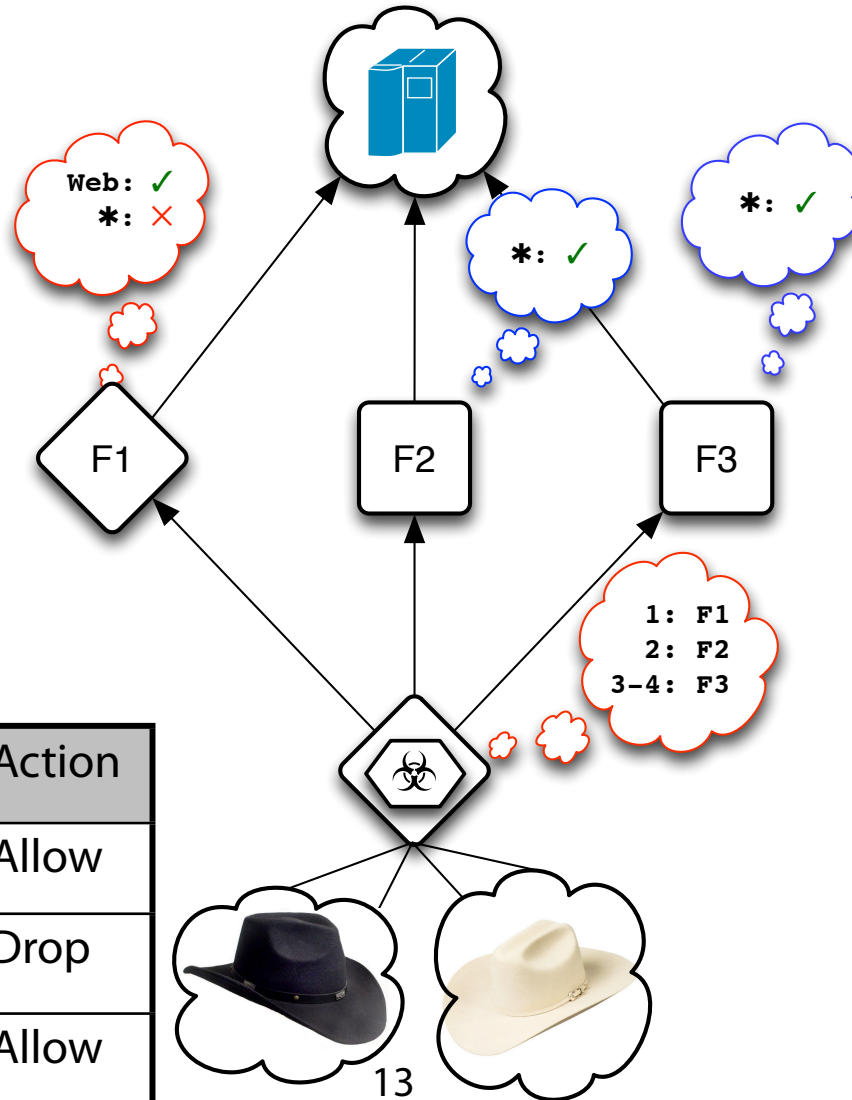 Web: ✓
*: ×
*: ✓
*: ✓
F1
F2
F3
1: F1
2: F2
3-4: F3
Action
Allow
Drop
Allow
13